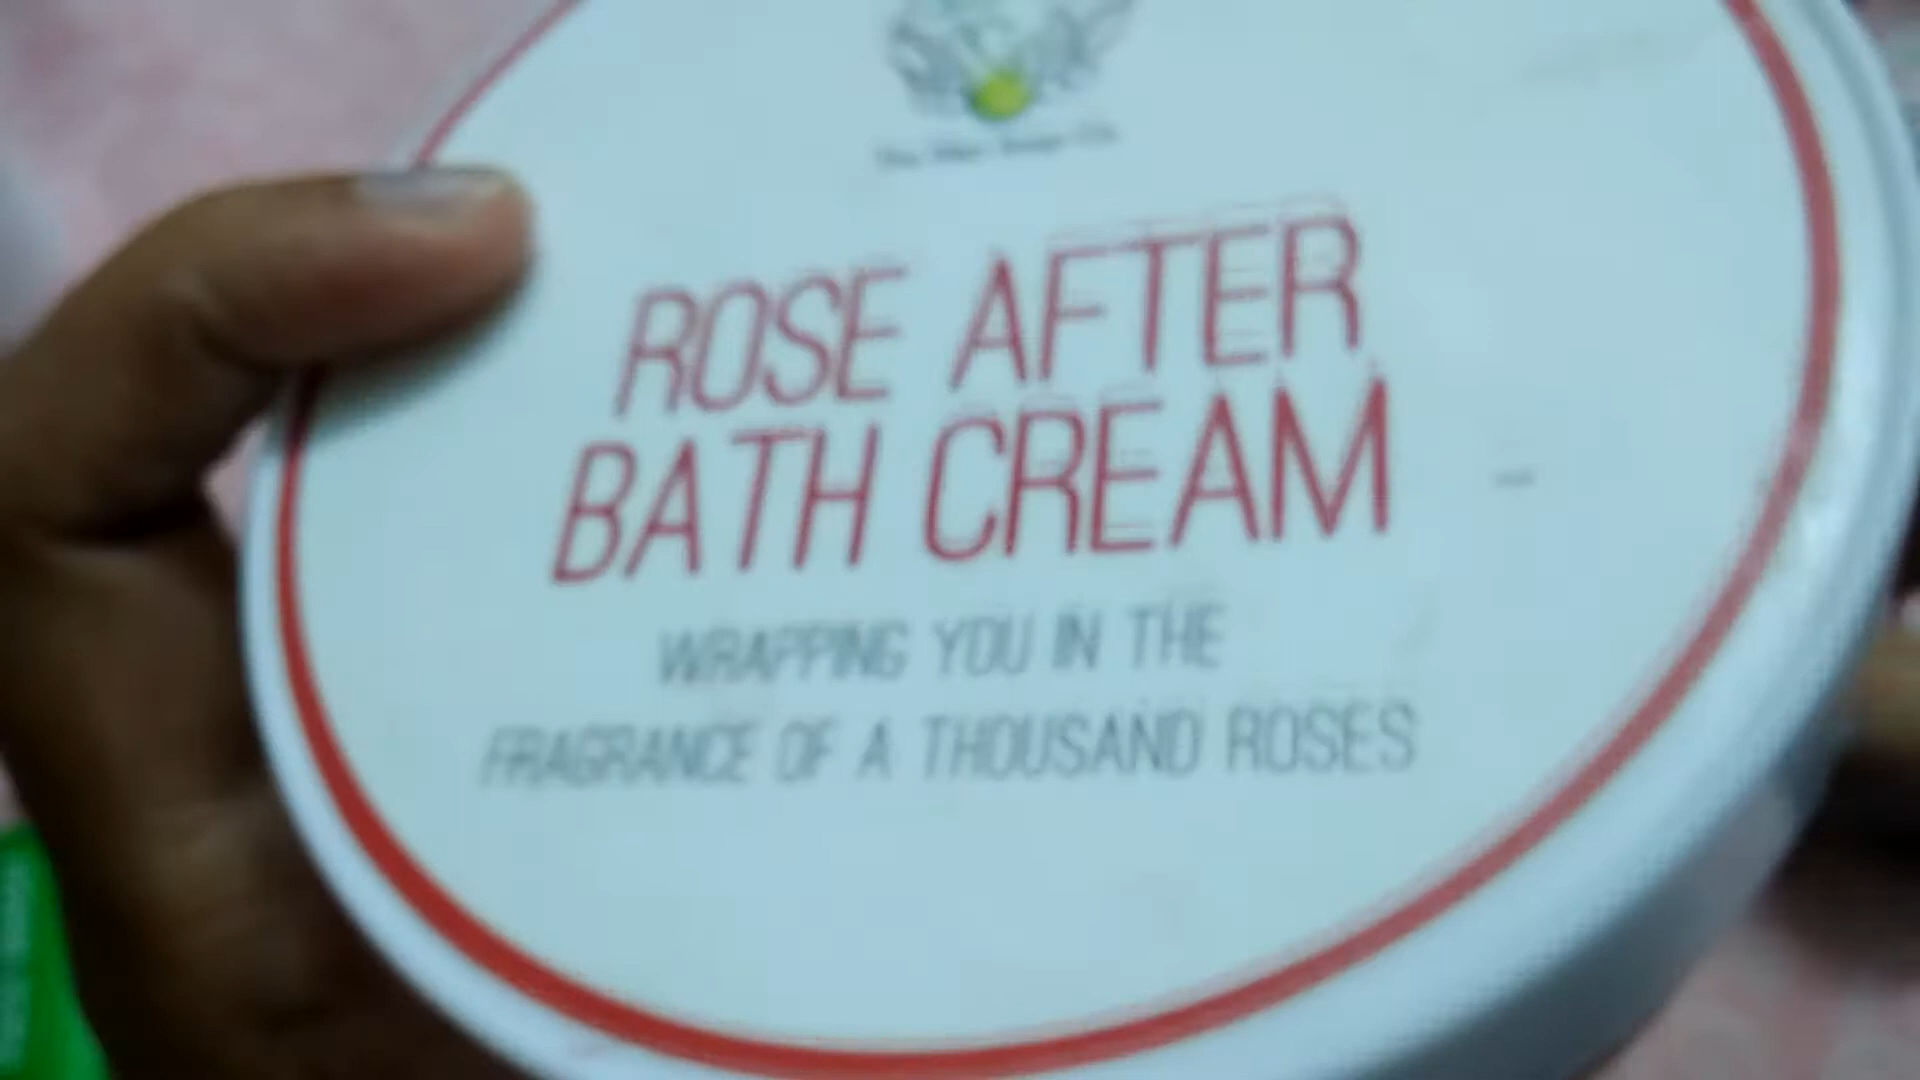 ROSE AFTER
BATH CREAM
WRAPPING YOU IN THE
FRAGRANCE OF A THOUSAND ROSES